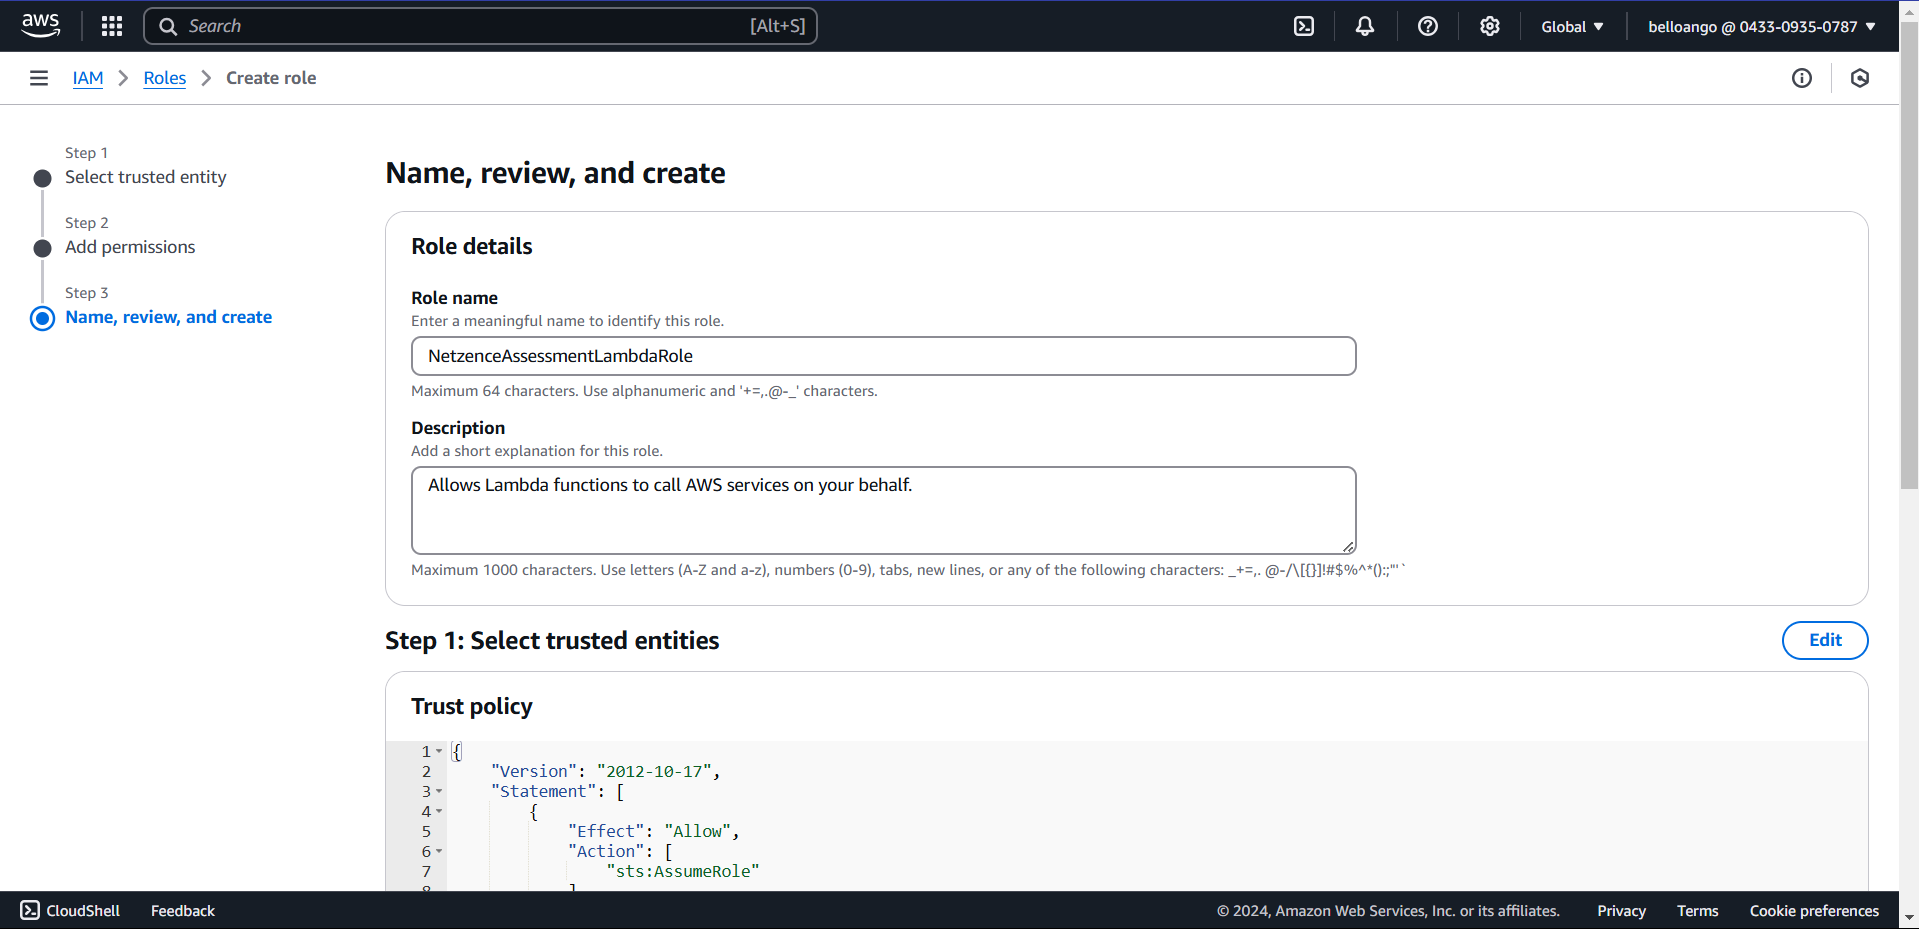 aws
Search [Alt+S]
Global
belloango @ 0433-0935-0787
IAM > Roles > Create role
Step 1
Select trusted entity
Step 2
Add permissions
Step 3
Name, review, and create
Name, review, and create
Role details
Role name
Enter a meaningful name to identify this role.
NetzenceAssessmentLambdaRole
Maximum 64 characters. Use alphanumeric and '+=,.@-_' characters.
Description
Add a short explanation for this role.
Allows Lambda functions to call AWS services on your behalf.
Maximum 1000 characters. Use letters (A-Z and a-z), numbers (0-9), tabs, new lines, or any of the following characters: _+=,. @-/\[{}]!#$%^*();:"'`
Step 1: Select trusted entities
Edit
Trust policy
1 {
2 "Version": "2012-10-17",
3 "Statement": [
4 {
5 "Effect": "Allow",
6 "Action": [
7 "sts:AssumeRole"
8 ]
CloudShell
Feedback
© 2024, Amazon Web Services, Inc. or its affiliates.
Privacy
Terms
Cookie preferences